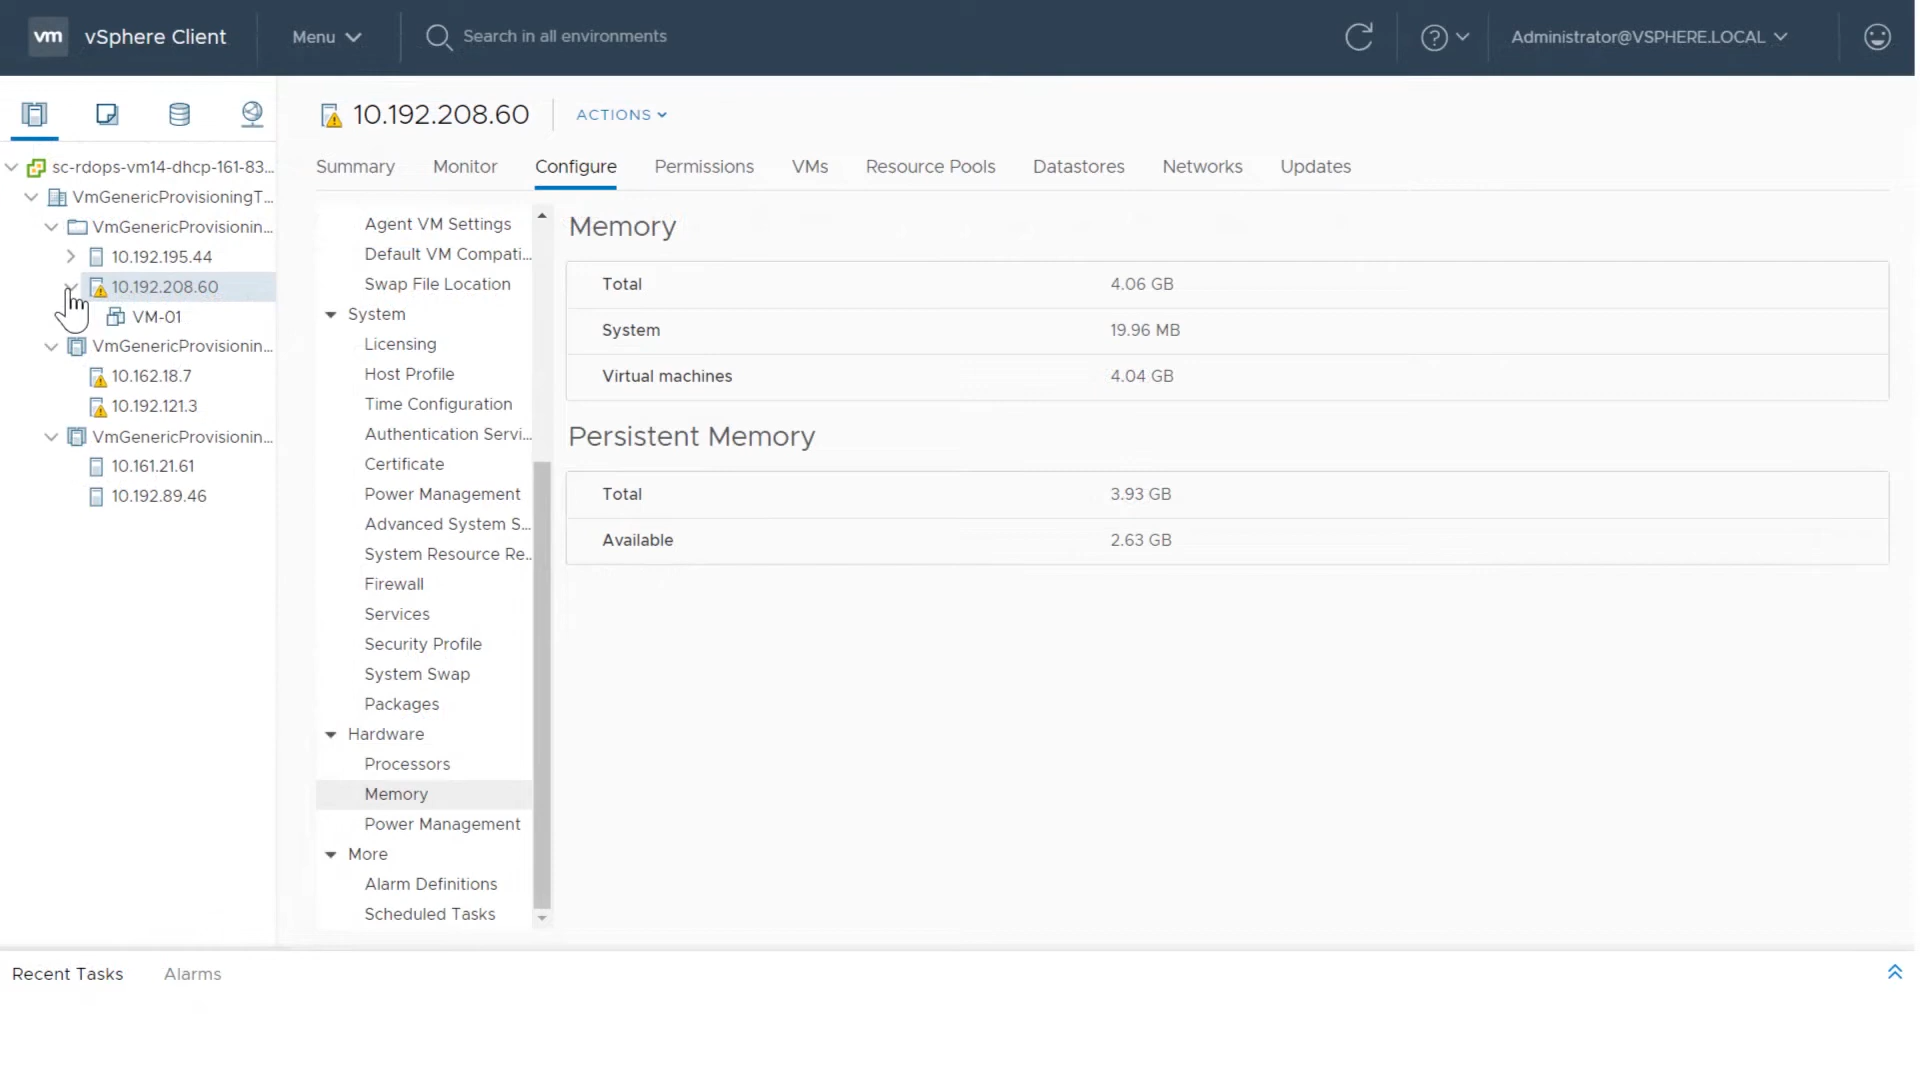 vm vSphere Client Menu Search in all environments Administrator@VSPHERE.LOCAL
10.192.208.60 ACTIONS
Summary Monitor Configure Permissions VMs Resource Pools Datastores Networks Updates
sc-rdops-vm14-dhcp-161-83...
VmGenericProvisioningT...
VmGenericProvisionin...
10.192.195.44
10.192.208.60
VM-01
VmGenericProvisionin...
10.162.18.7
10.192.121.3
VmGenericProvisionin...
10.161.21.61
10.192.89.46
Agent VM Settings
Default VM Compati...
Swap File Location
System
Licensing
Host Profile
Time Configuration
Authentication Servi...
Certificate
Power Management
Advanced System S...
System Resource Re..
Firewall
Services
Security Profile
System Swap
Packages
Hardware
Processors
Memory
Power Management
More
Alarm Definitions
Scheduled Tasks
Memory
Total 4.06 GB
System 19.96 MB
Virtual machines 4.04 GB
Persistent Memory
Total 3.93 GB
Available 2.63 GB
Recent Tasks Alarms